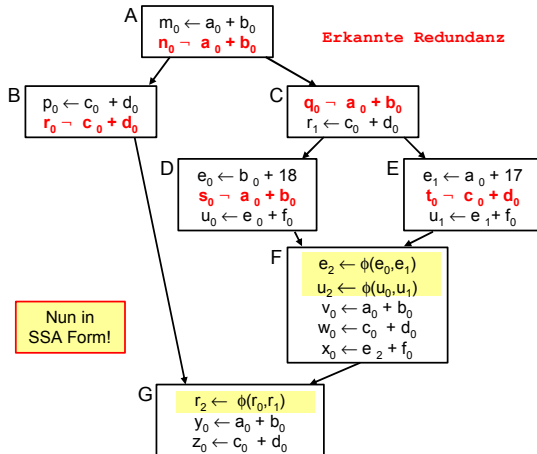 A
m₀ ← a₀ + b₀
n₀ ¬ a₀ + b₀
Erkannte Redundanz
B
p₀ ← c₀ + d₀
r₀ ¬ c₀ + d₀
C
q₀ ¬ a₀ + b₀
r₁ ← c₀ + d₀
D
e₀ ← b₀ + 18
s₀ ¬ a₀ + b₀
u₀ ← e₀ + f₀
E
e₁ ← a₀ + 17
t₀ ¬ c₀ + d₀
u₁ ← e₁ + f₀
F
e₂ ← ϕ(e₀,e₁)
u₂ ← ϕ(u₀,u₁)
v₀ ← a₀ + b₀
w₀ ← c₀ + d₀
x₀ ← e₂ + f₀
Nun in
SSA Form!
G
r₂ ← ϕ(r₀,r₁)
y₀ ← a₀ + b₀
z₀ ← c₀ + d₀